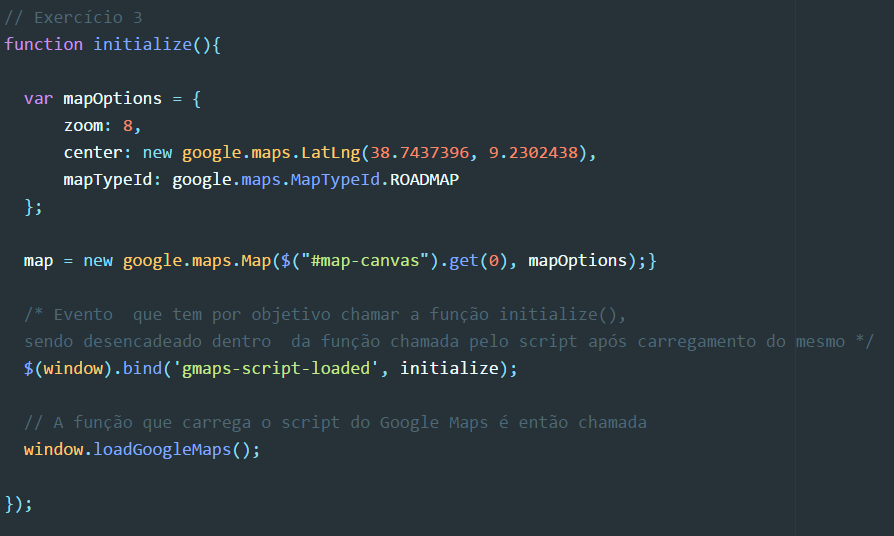 // Exercício 3
function initialize(){
var mapOptions = {
zoom: 8,
center: new google.maps.LatLng(38.7437396, 9.2302438),
mapTypeId: google.maps.MapTypeId.ROADMAP
};
map = new google.maps.Map($("#map-canvas").get(0), mapOptions);}
/* Evento  que tem por objetivo chamar a função initialize(),
sendo desencadeado dentro  da função chamada pelo script após carregamento do mesmo */
$(window).bind('gmaps-script-loaded', initialize);
// A função que carrega o script do Google Maps é então chamada
window.loadGoogleMaps();
});